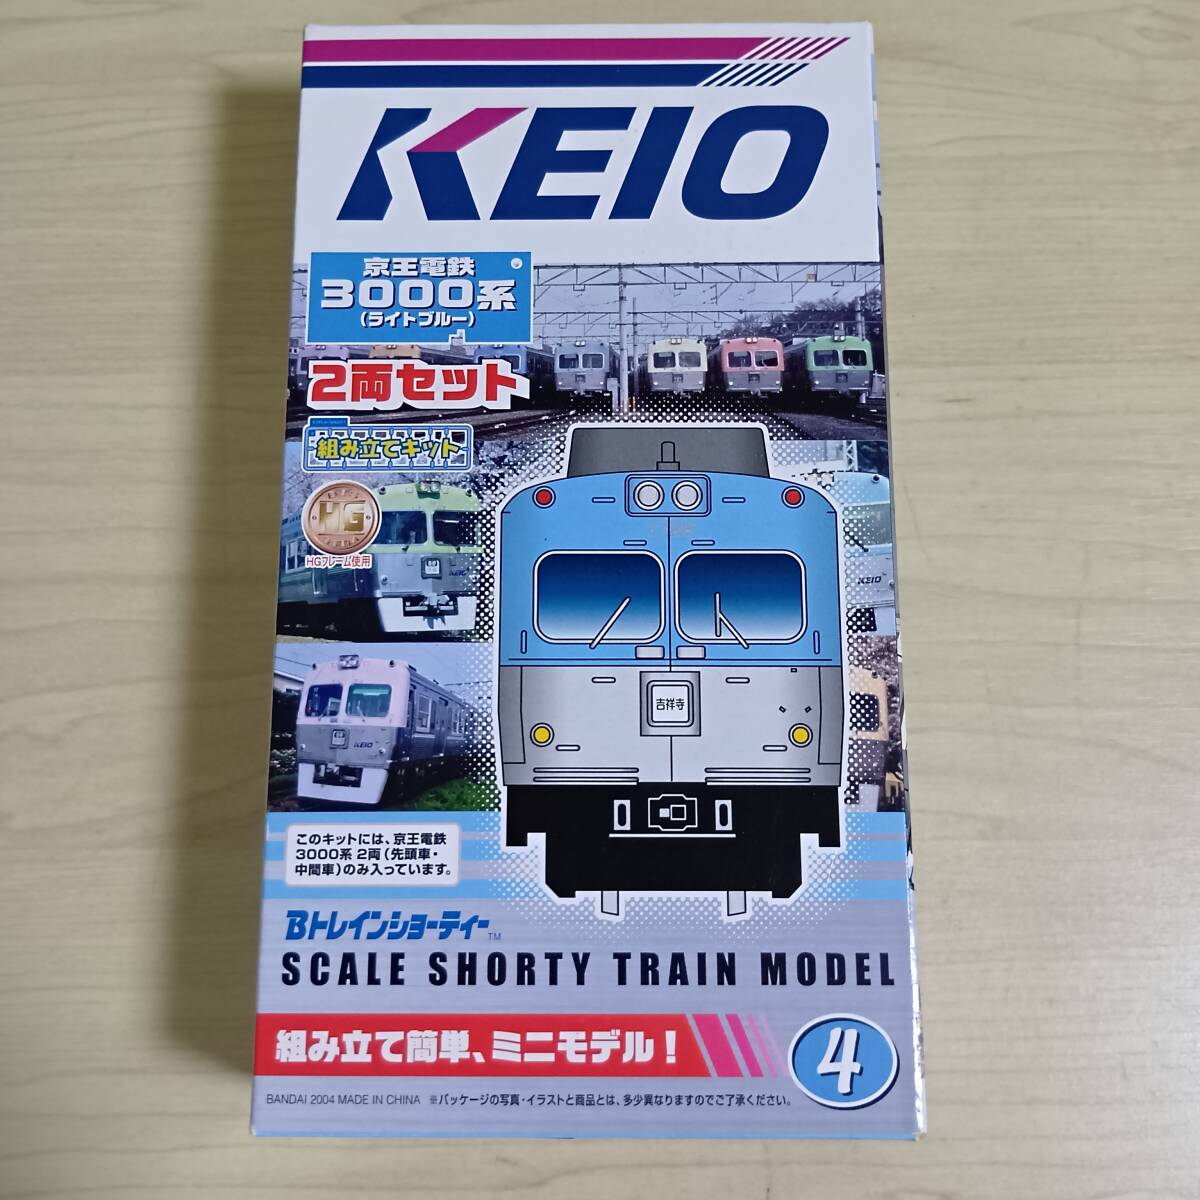 KEIO
京王電鉄
3000系
(ライトブルー)
2両セット
組み立てキット
HG
HGフレーム使用
KEIO
KEIO
KEIO
吉祥寺
このキットには、京王電鉄
3000系 2両(先頭車・
中間車)のみ入っています。
Bトレインショーティー™
SCALE SHORTY TRAIN MODEL
組み立て簡単、ミニモデル!
4
BANDAI 2004 MADE IN CHINA ※パッケージの写真・イラストと商品とは、多少異なりますのでご了承ください。